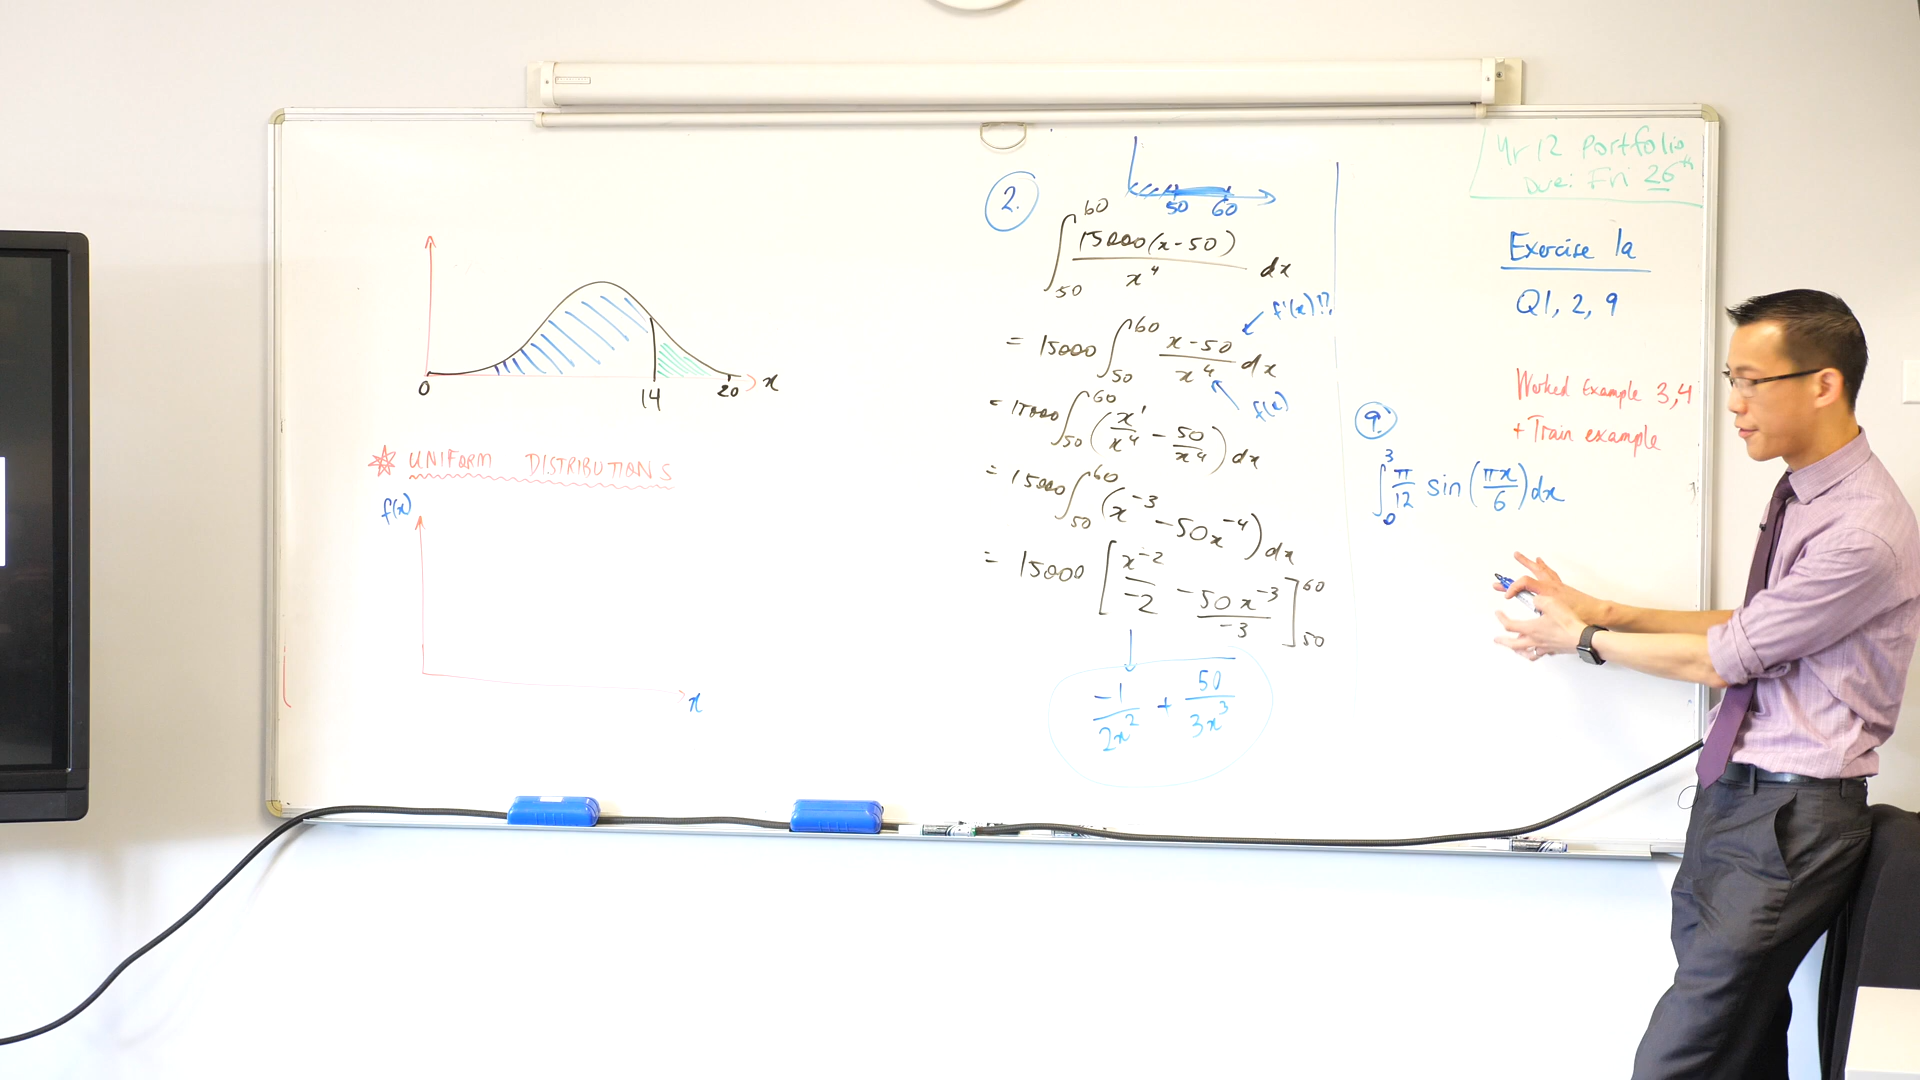 0
14
20
x
UNIFORM DISTRIBUTIONS
f(x)
x
2.
50 60
∫₅₀⁶⁰ 15000(x-50)/x⁴ dx
f'(x)!?
= 15000 ∫₅₀⁶⁰ (x-50)/x⁴ dx
f(x)
= 15000 ∫₅₀⁶⁰ (x¹/x⁴ - 50/x⁴) dx
= 15000 ∫₅₀⁶⁰ (x⁻³ - 50x⁻⁴) dx
= 15000 [x⁻²/-2 - 50x⁻³/-3]₅₀⁶⁰
-1/2x² + 50/3x³
Yr 12 Portfolio
Due: Fri 26th
Exercise 1a
Q1, 2, 9
Worked Example 3,4
+ Train example
9.
∫₀³ π/12 sin(πx/6) dx